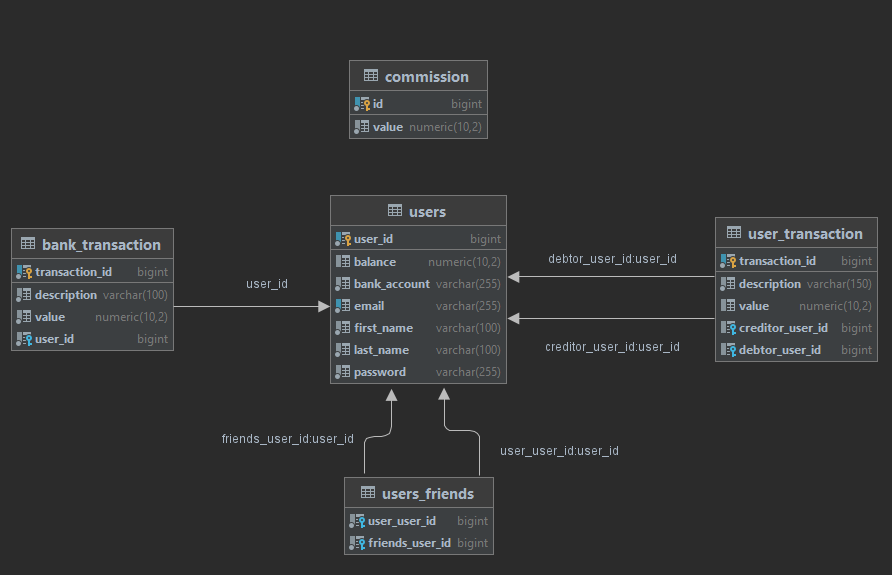 commission
id bigint
value numeric(10,2)
users
user_id bigint
balance numeric(10,2)
bank_account varchar(255)
email varchar(255)
first_name varchar(100)
last_name varchar(100)
password varchar(255)
bank_transaction
transaction_id bigint
description varchar(100)
value numeric(10,2)
user_id bigint
user_id
user_transaction
transaction_id bigint
description varchar(150)
value numeric(10,2)
creditor_user_id bigint
debtor_user_id bigint
debtor_user_id:user_id
creditor_user_id:user_id
friends_user_id:user_id
user_user_id:user_id
users_friends
user_user_id bigint
friends_user_id bigint